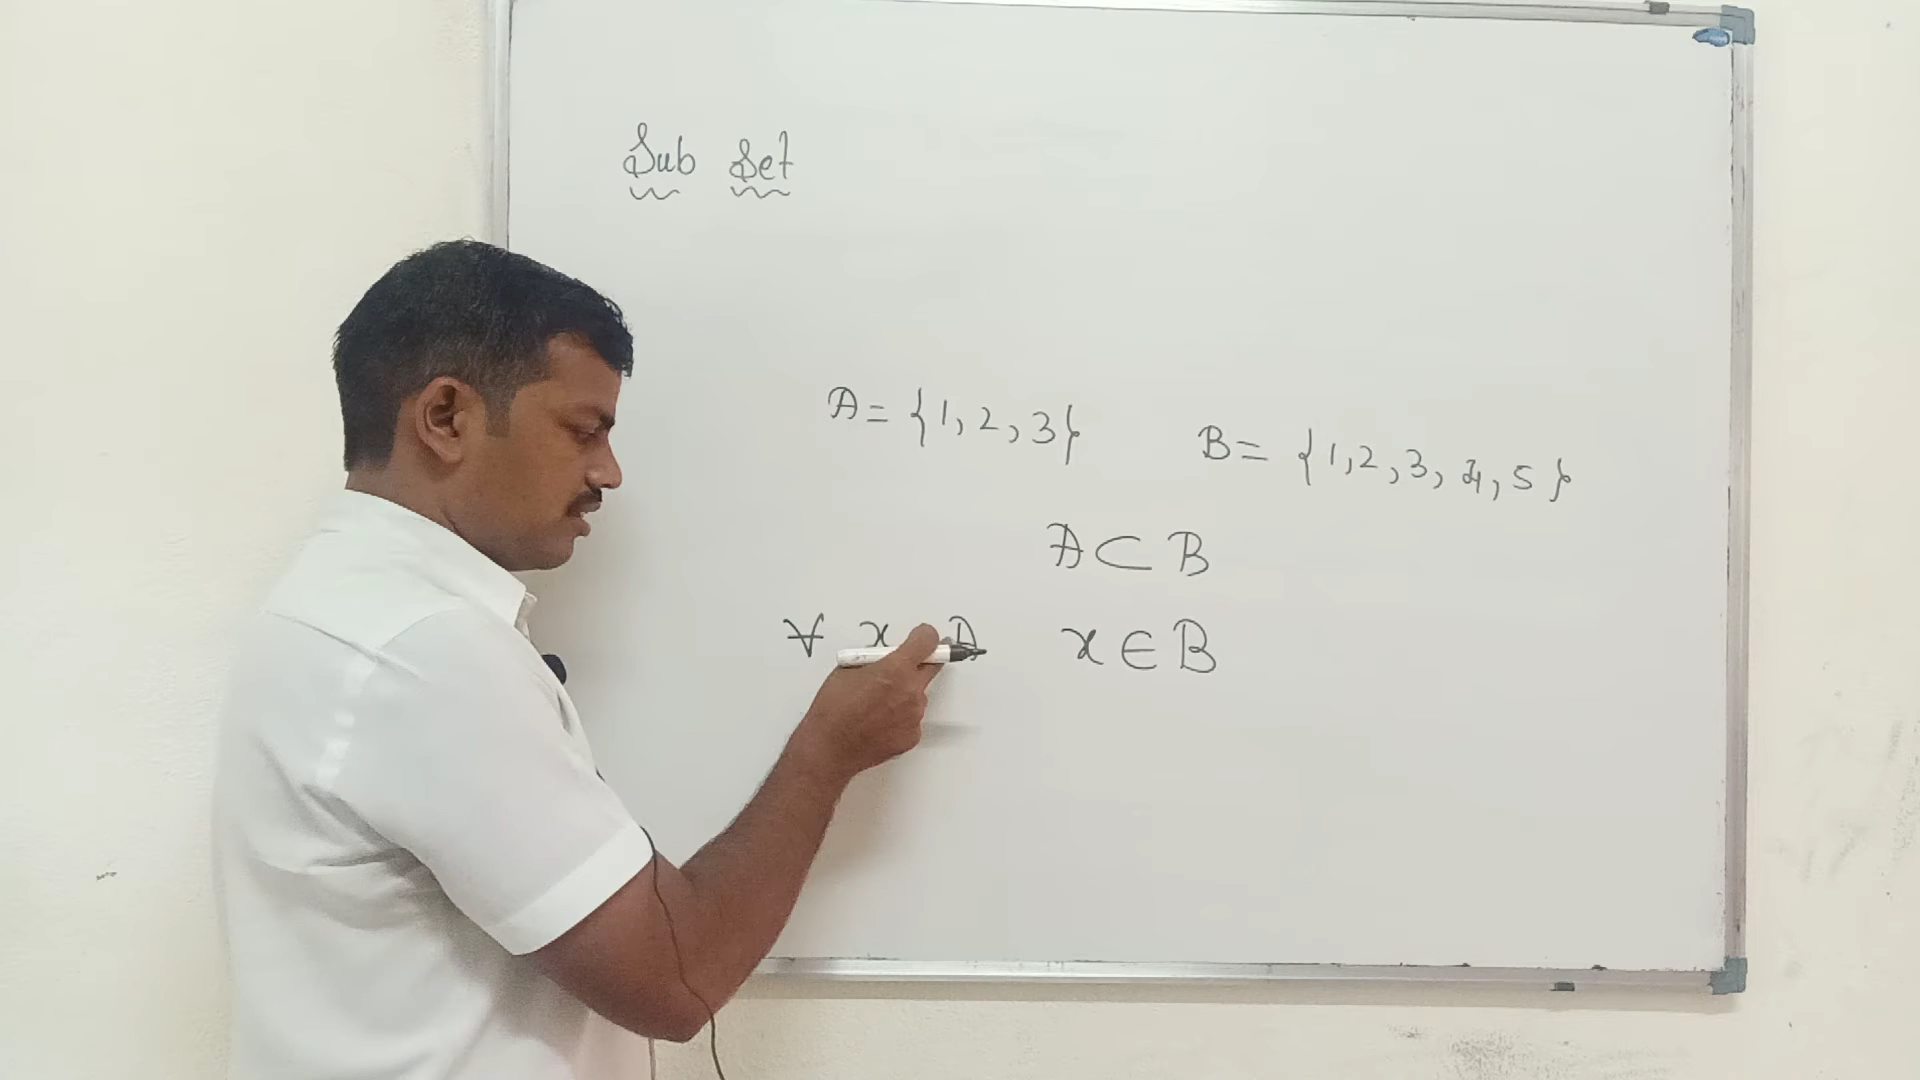 Sub Set
A = {1, 2, 3} B = {1, 2, 3, 4, 5}
A ⊂ B
∀ x A x ∈ B